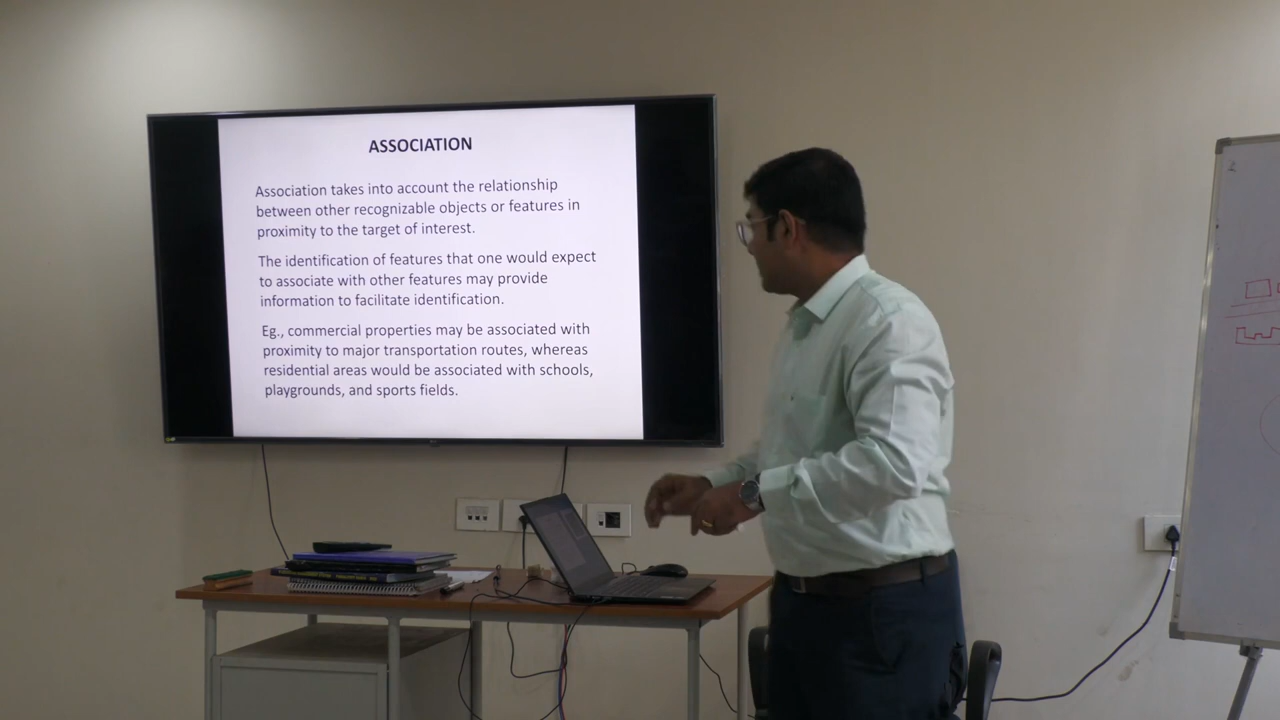 ASSOCIATION
Association takes into account the relationship
between other recognizable objects or features in
proximity to the target of interest.
The identification of features that one would expect
to associate with other features may provide
information to facilitate identification.
Eg., commercial properties may be associated with
proximity to major transportation routes, whereas
residential areas would be associated with schools,
playgrounds, and sports fields.